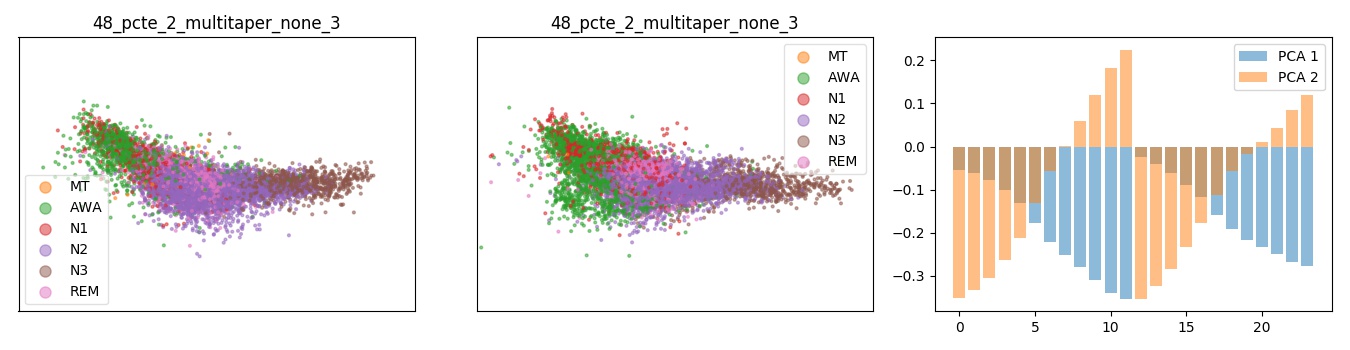 48_pcte_2_multitaper_none_3
MT
AWA
N1
N2
N3
REM
48_pcte_2_multitaper_none_3
MT
AWA
N1
N2
N3
REM
PCA 1
PCA 2
0.2
0.1
0.0
−0.1
−0.2
−0.3
0 5 10 15 20